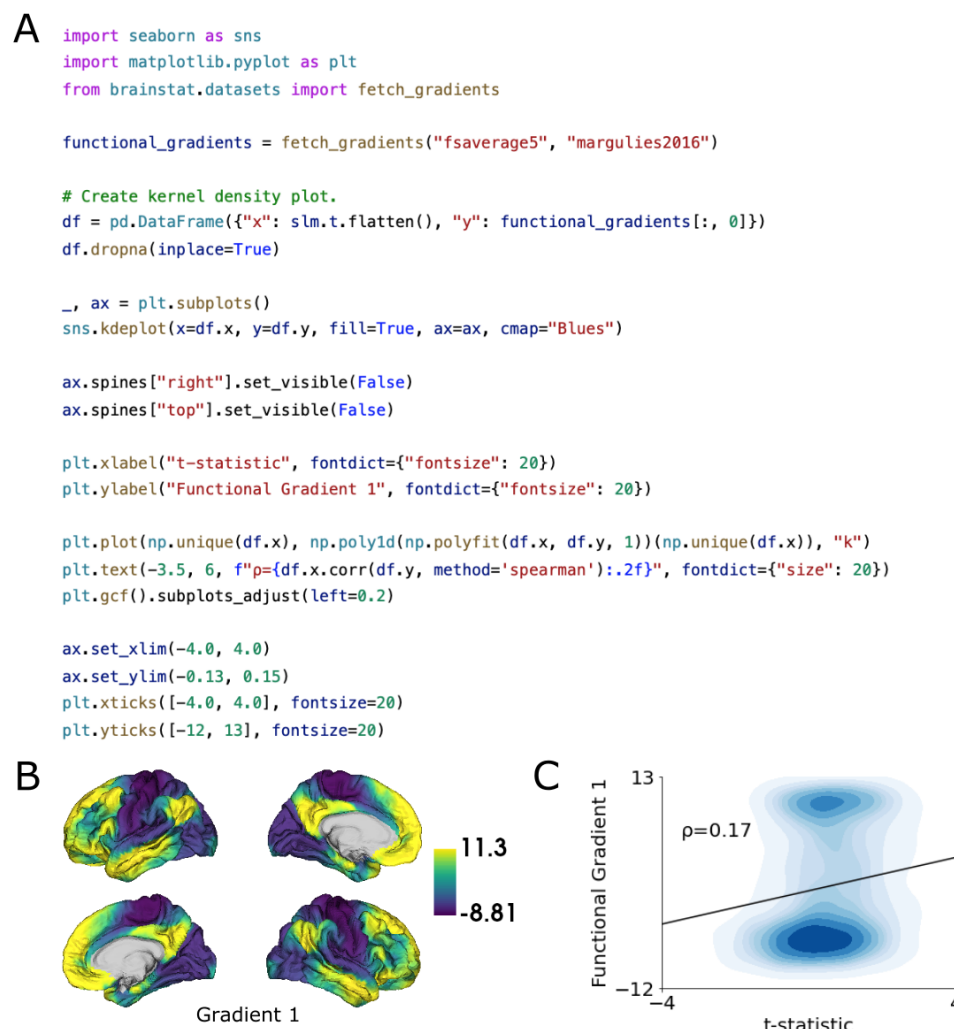 A
import seaborn as sns
import matplotlib.pyplot as plt
from brainstat.datasets import fetch_gradients
functional_gradients = fetch_gradients("fsaverage5", "margulies2016")
# Create kernel density plot.
df = pd.DataFrame({"x": slm.t.flatten(), "y": functional_gradients[:, 0]})
df.dropna(inplace=True)
_, ax = plt.subplots()
sns.kdeplot(x=df.x, y=df.y, fill=True, ax=ax, cmap="Blues")
ax.spines["right"].set_visible(False)
ax.spines["top"].set_visible(False)
plt.xlabel("t-statistic", fontdict={"fontsize": 20})
plt.ylabel("Functional Gradient 1", fontdict={"fontsize": 20})
plt.plot(np.unique(df.x), np.poly1d(np.polyfit(df.x, df.y, 1))(np.unique(df.x)), "k")
plt.text(-3.5, 6, f"ρ={df.x.corr(df.y, method='spearman'):.2f}", fontdict={"size": 20})
plt.gcf().subplots_adjust(left=0.2)
ax.set_xlim(-4.0, 4.0)
ax.set_ylim(-0.13, 0.15)
plt.xticks([-4.0, 4.0], fontsize=20)
plt.yticks([-12, 13], fontsize=20)
B
11.3
-8.81
Gradient 1
C
13
Functional Gradient 1
ρ=0.17
−12
−4
4
t-statistic